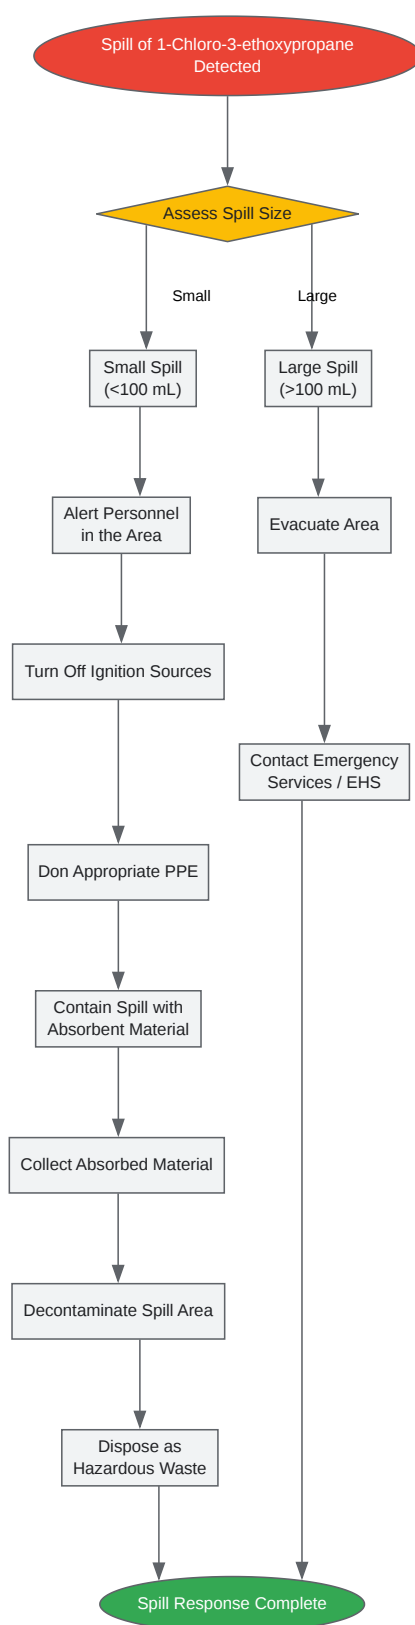 Spill of 1-Chloro-3-ethoxypropane
Detected
Assess Spill Size
Small
Large
Small Spill
(<100 mL)
Large Spill
(>100 mL)
Alert Personnel
in the Area
Evacuate Area
Turn Off Ignition Sources
Contact Emergency
Services / EHS
Don Appropriate PPE
Contain Spill with
Absorbent Material
Collect Absorbed Material
Decontaminate Spill Area
Dispose as
Hazardous Waste
Spill Response Complete